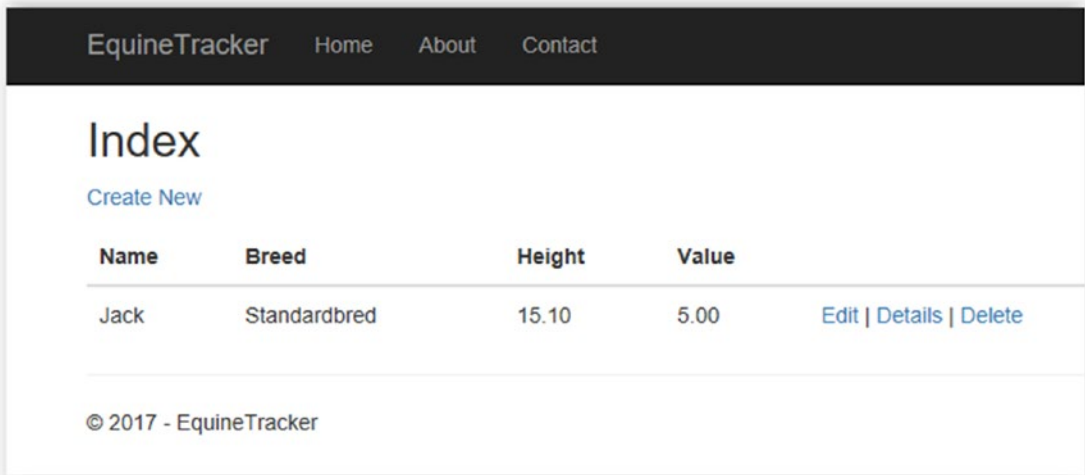 EquineTracker Home About Contact
Index
Create New
Name Breed Height Value
Jack Standardbred 15.10 5.00 Edit | Details | Delete
© 2017 - EquineTracker